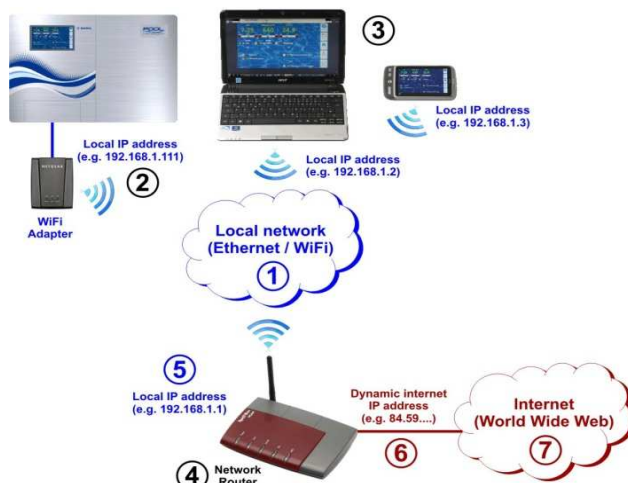 POOL
3
Local IP address
(e.g. 192.168.1.3)
Local IP address
(e.g. 192.168.1.111)
2
NETGEAR
WiFi
Adapter
Local IP address
(e.g. 192.168.1.2)
Local network
(Ethernet / WiFi)
1
5
Local IP address
(e.g. 192.168.1.1)
Dynamic internet
IP address
(e.g. 84.59....)
6
Internet
(World Wide Web)
7
4
Network
Router